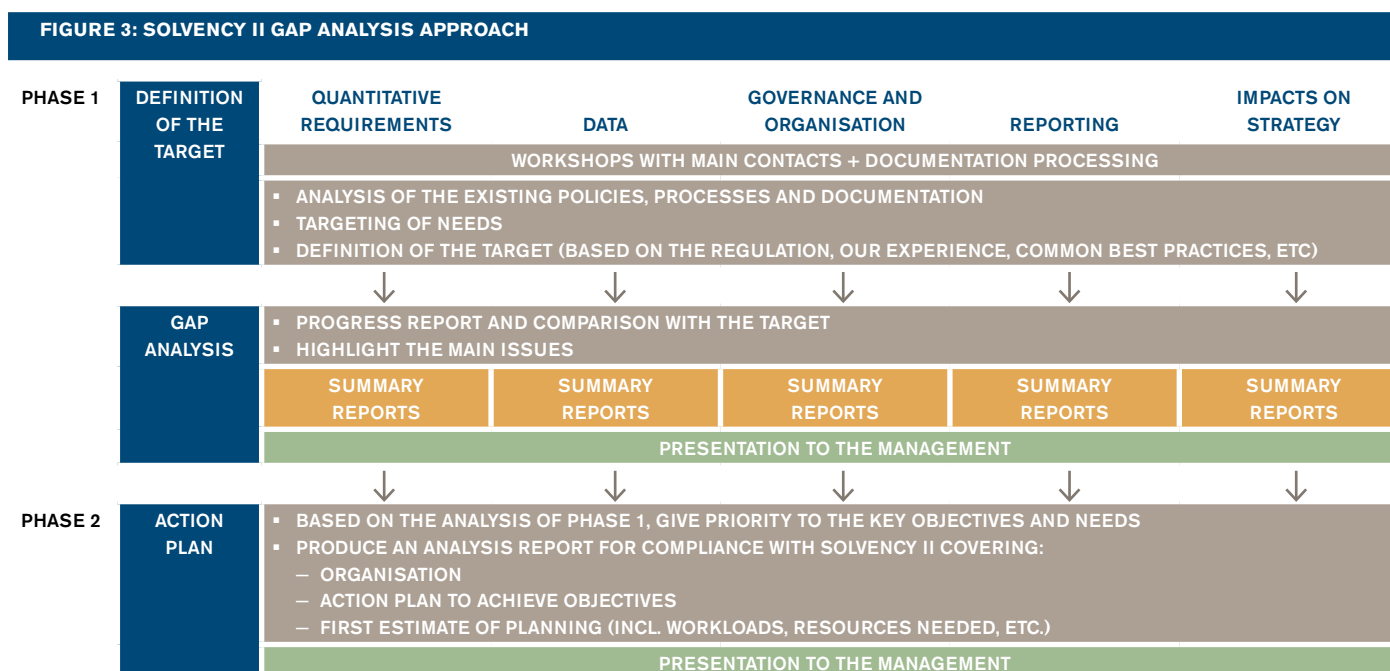 FIGURE 3: SOLVENCY II GAP ANALYSIS APPROACH
PHASE 1
DEFINITION
OF THE
TARGET
QUANTITATIVE
REQUIREMENTS
DATA
GOVERNANCE AND
ORGANISATION
REPORTING
IMPACTS ON
STRATEGY
WORKSHOPS WITH MAIN CONTACTS + DOCUMENTATION PROCESSING
▪ ANALYSIS OF THE EXISTING POLICIES, PROCESSES AND DOCUMENTATION
▪ TARGETING OF NEEDS
▪ DEFINITION OF THE TARGET (BASED ON THE REGULATION, OUR EXPERIENCE, COMMON BEST PRACTICES, ETC)
GAP
ANALYSIS
▪ PROGRESS REPORT AND COMPARISON WITH THE TARGET
▪ HIGHLIGHT THE MAIN ISSUES
SUMMARY
REPORTS
SUMMARY
REPORTS
SUMMARY
REPORTS
SUMMARY
REPORTS
SUMMARY
REPORTS
PRESENTATION TO THE MANAGEMENT
PHASE 2
ACTION
PLAN
▪ BASED ON THE ANALYSIS OF PHASE 1, GIVE PRIORITY TO THE KEY OBJECTIVES AND NEEDS
▪ PRODUCE AN ANALYSIS REPORT FOR COMPLIANCE WITH SOLVENCY II COVERING:
– ORGANISATION
– ACTION PLAN TO ACHIEVE OBJECTIVES
– FIRST ESTIMATE OF PLANNING (INCL. WORKLOADS, RESOURCES NEEDED, ETC.)
PRESENTATION TO THE MANAGEMENT